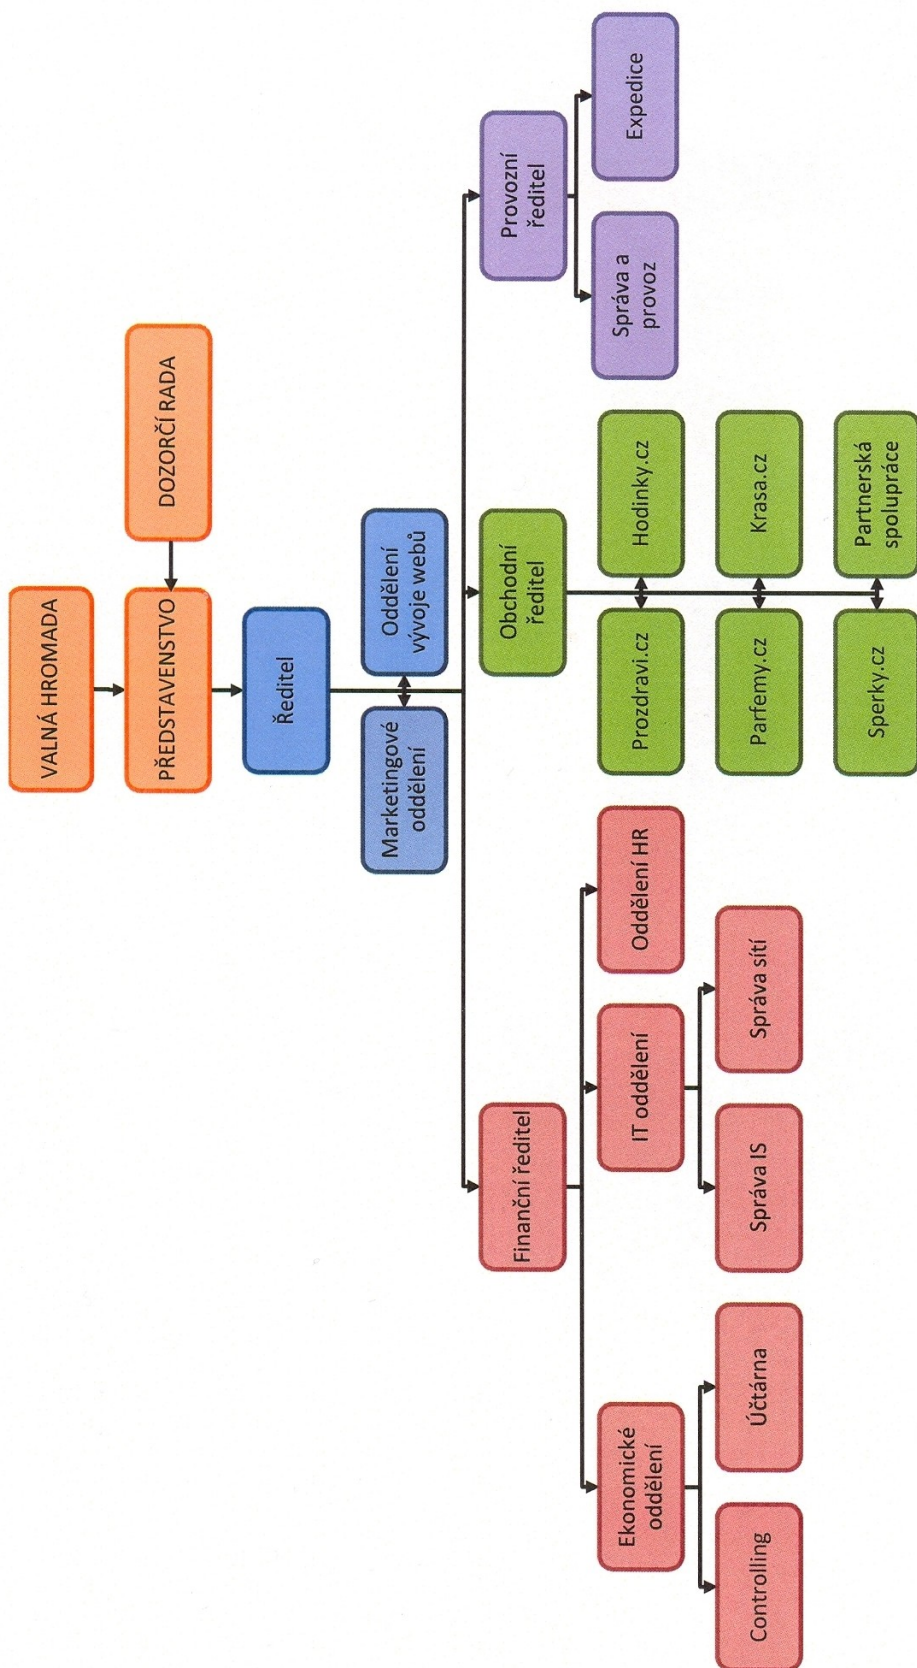 VALNÁ HROMADA
PŘEDSTAVENSTVO
DOZORČÍ RADA
Ředitel
Marketingové
oddělení
Oddělení
vývoje webů
Finanční ředitel
Obchodní
ředitel
Provozní
ředitel
Ekonomické
oddělení
IT oddělení
Oddělení HR
Prozdravi.cz
Hodinky.cz
Správa a
provoz
Expedice
Controlling
Účtárna
Správa IS
Správa sítí
Parfemy.cz
Krasa.cz
Sperky.cz
Partnerská
spolupráce